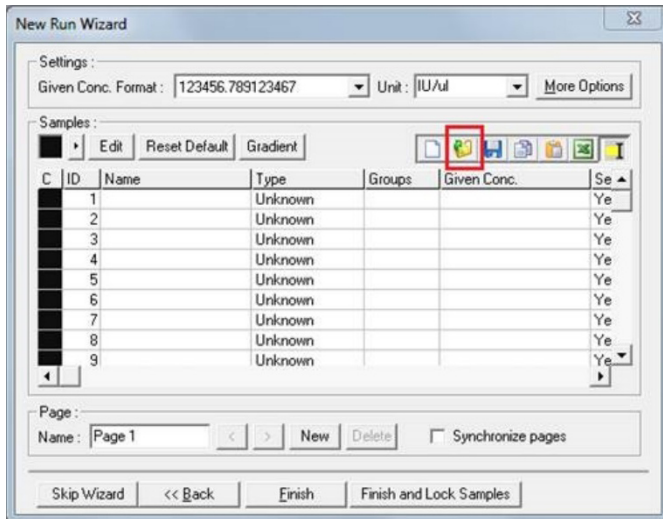 New Run Wizard
Settings :
Given Conc. Format : 123456.789123467 Unit : IU/ul More Options
Samples :
Edit Reset Default Gradient
C ID Name Type Groups Given Conc. Se
1 Unknown Ye
2 Unknown Ye
3 Unknown Ye
4 Unknown Ye
5 Unknown Ye
6 Unknown Ye
7 Unknown Ye
8 Unknown Ye
9 Unknown Ye
Page :
Name : Page 1 < > New Delete Synchronize pages
Skip Wizard << Back Finish Finish and Lock Samples